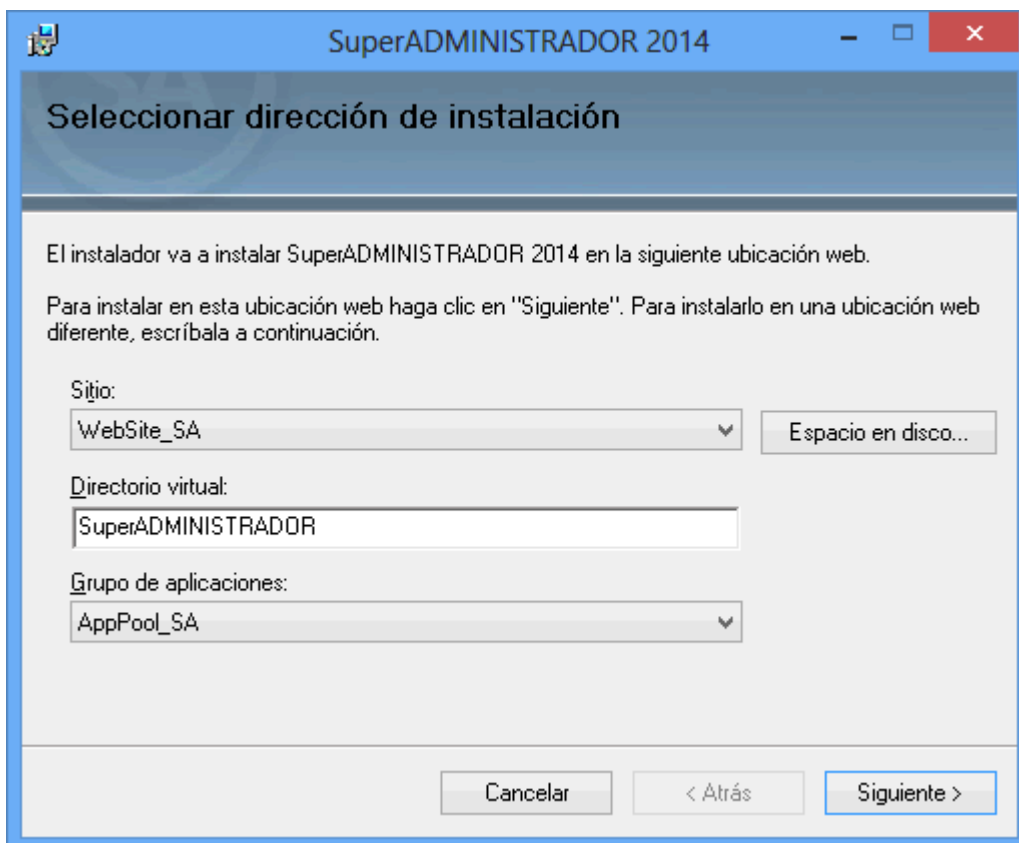 SuperADMINISTRADOR 2014
Seleccionar dirección de instalación
El instalador va a instalar SuperADMINISTRADOR 2014 en la siguiente ubicación web.
Para instalar en esta ubicación web haga clic en "Siguiente". Para instalarlo en una ubicación web
diferente, escríbala a continuación.
Sitio:
WebSite_SA
Espacio en disco...
Directorio virtual:
SuperADMINISTRADOR
Grupo de aplicaciones:
AppPool_SA
Cancelar
< Atrás
Siguiente >